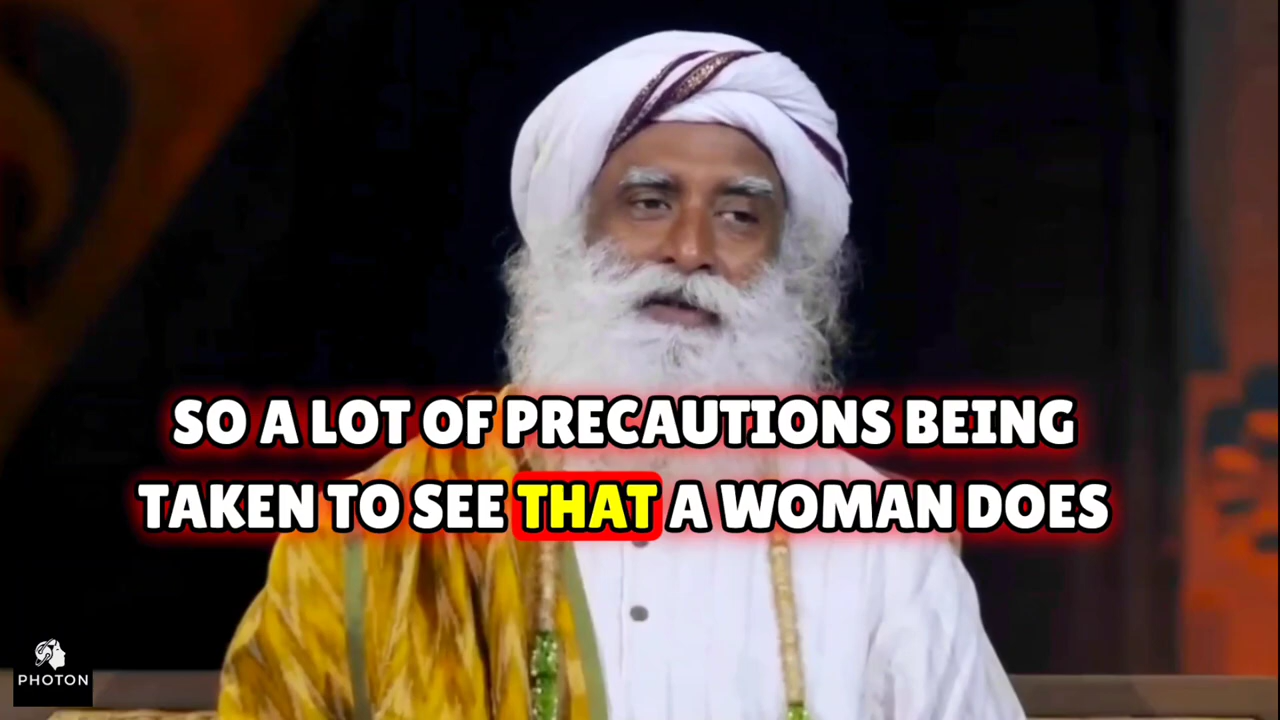 SO A LOT OF PRECAUTIONS BEING
TAKEN TO SEE THAT A WOMAN DOES
PHOTON